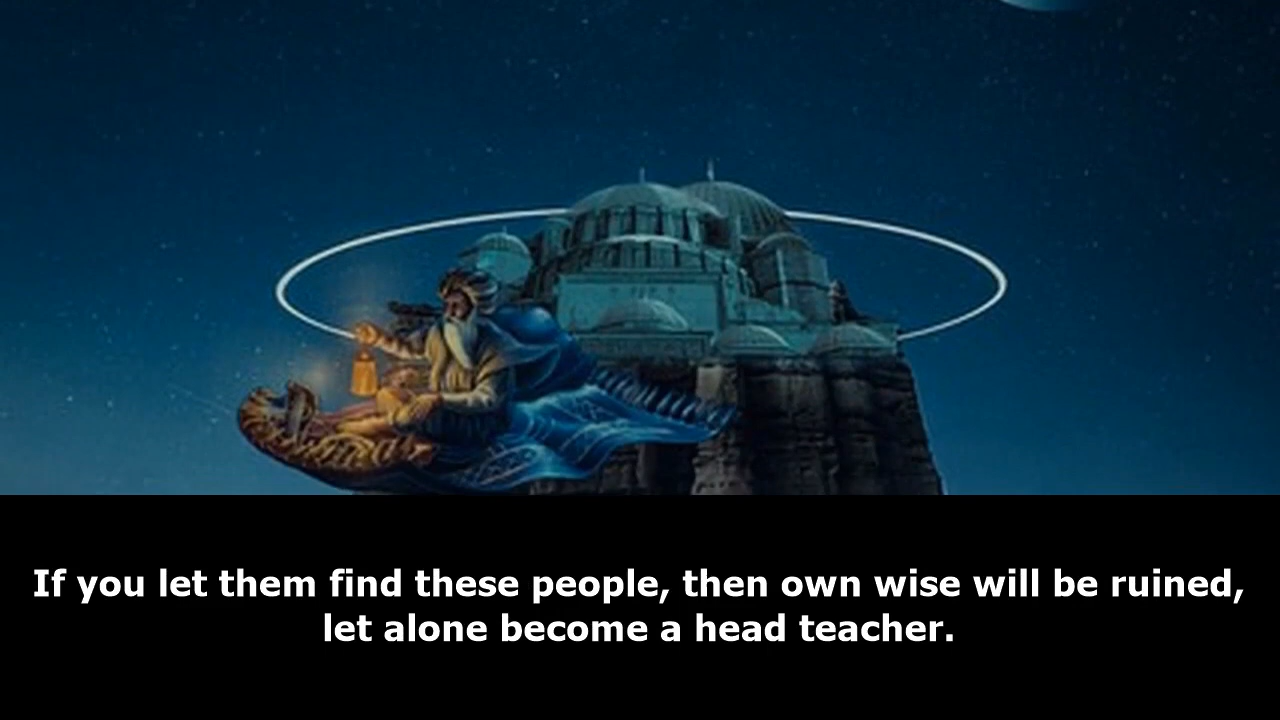 If you let them find these people, then own wise will be ruined,
let alone become a head teacher.